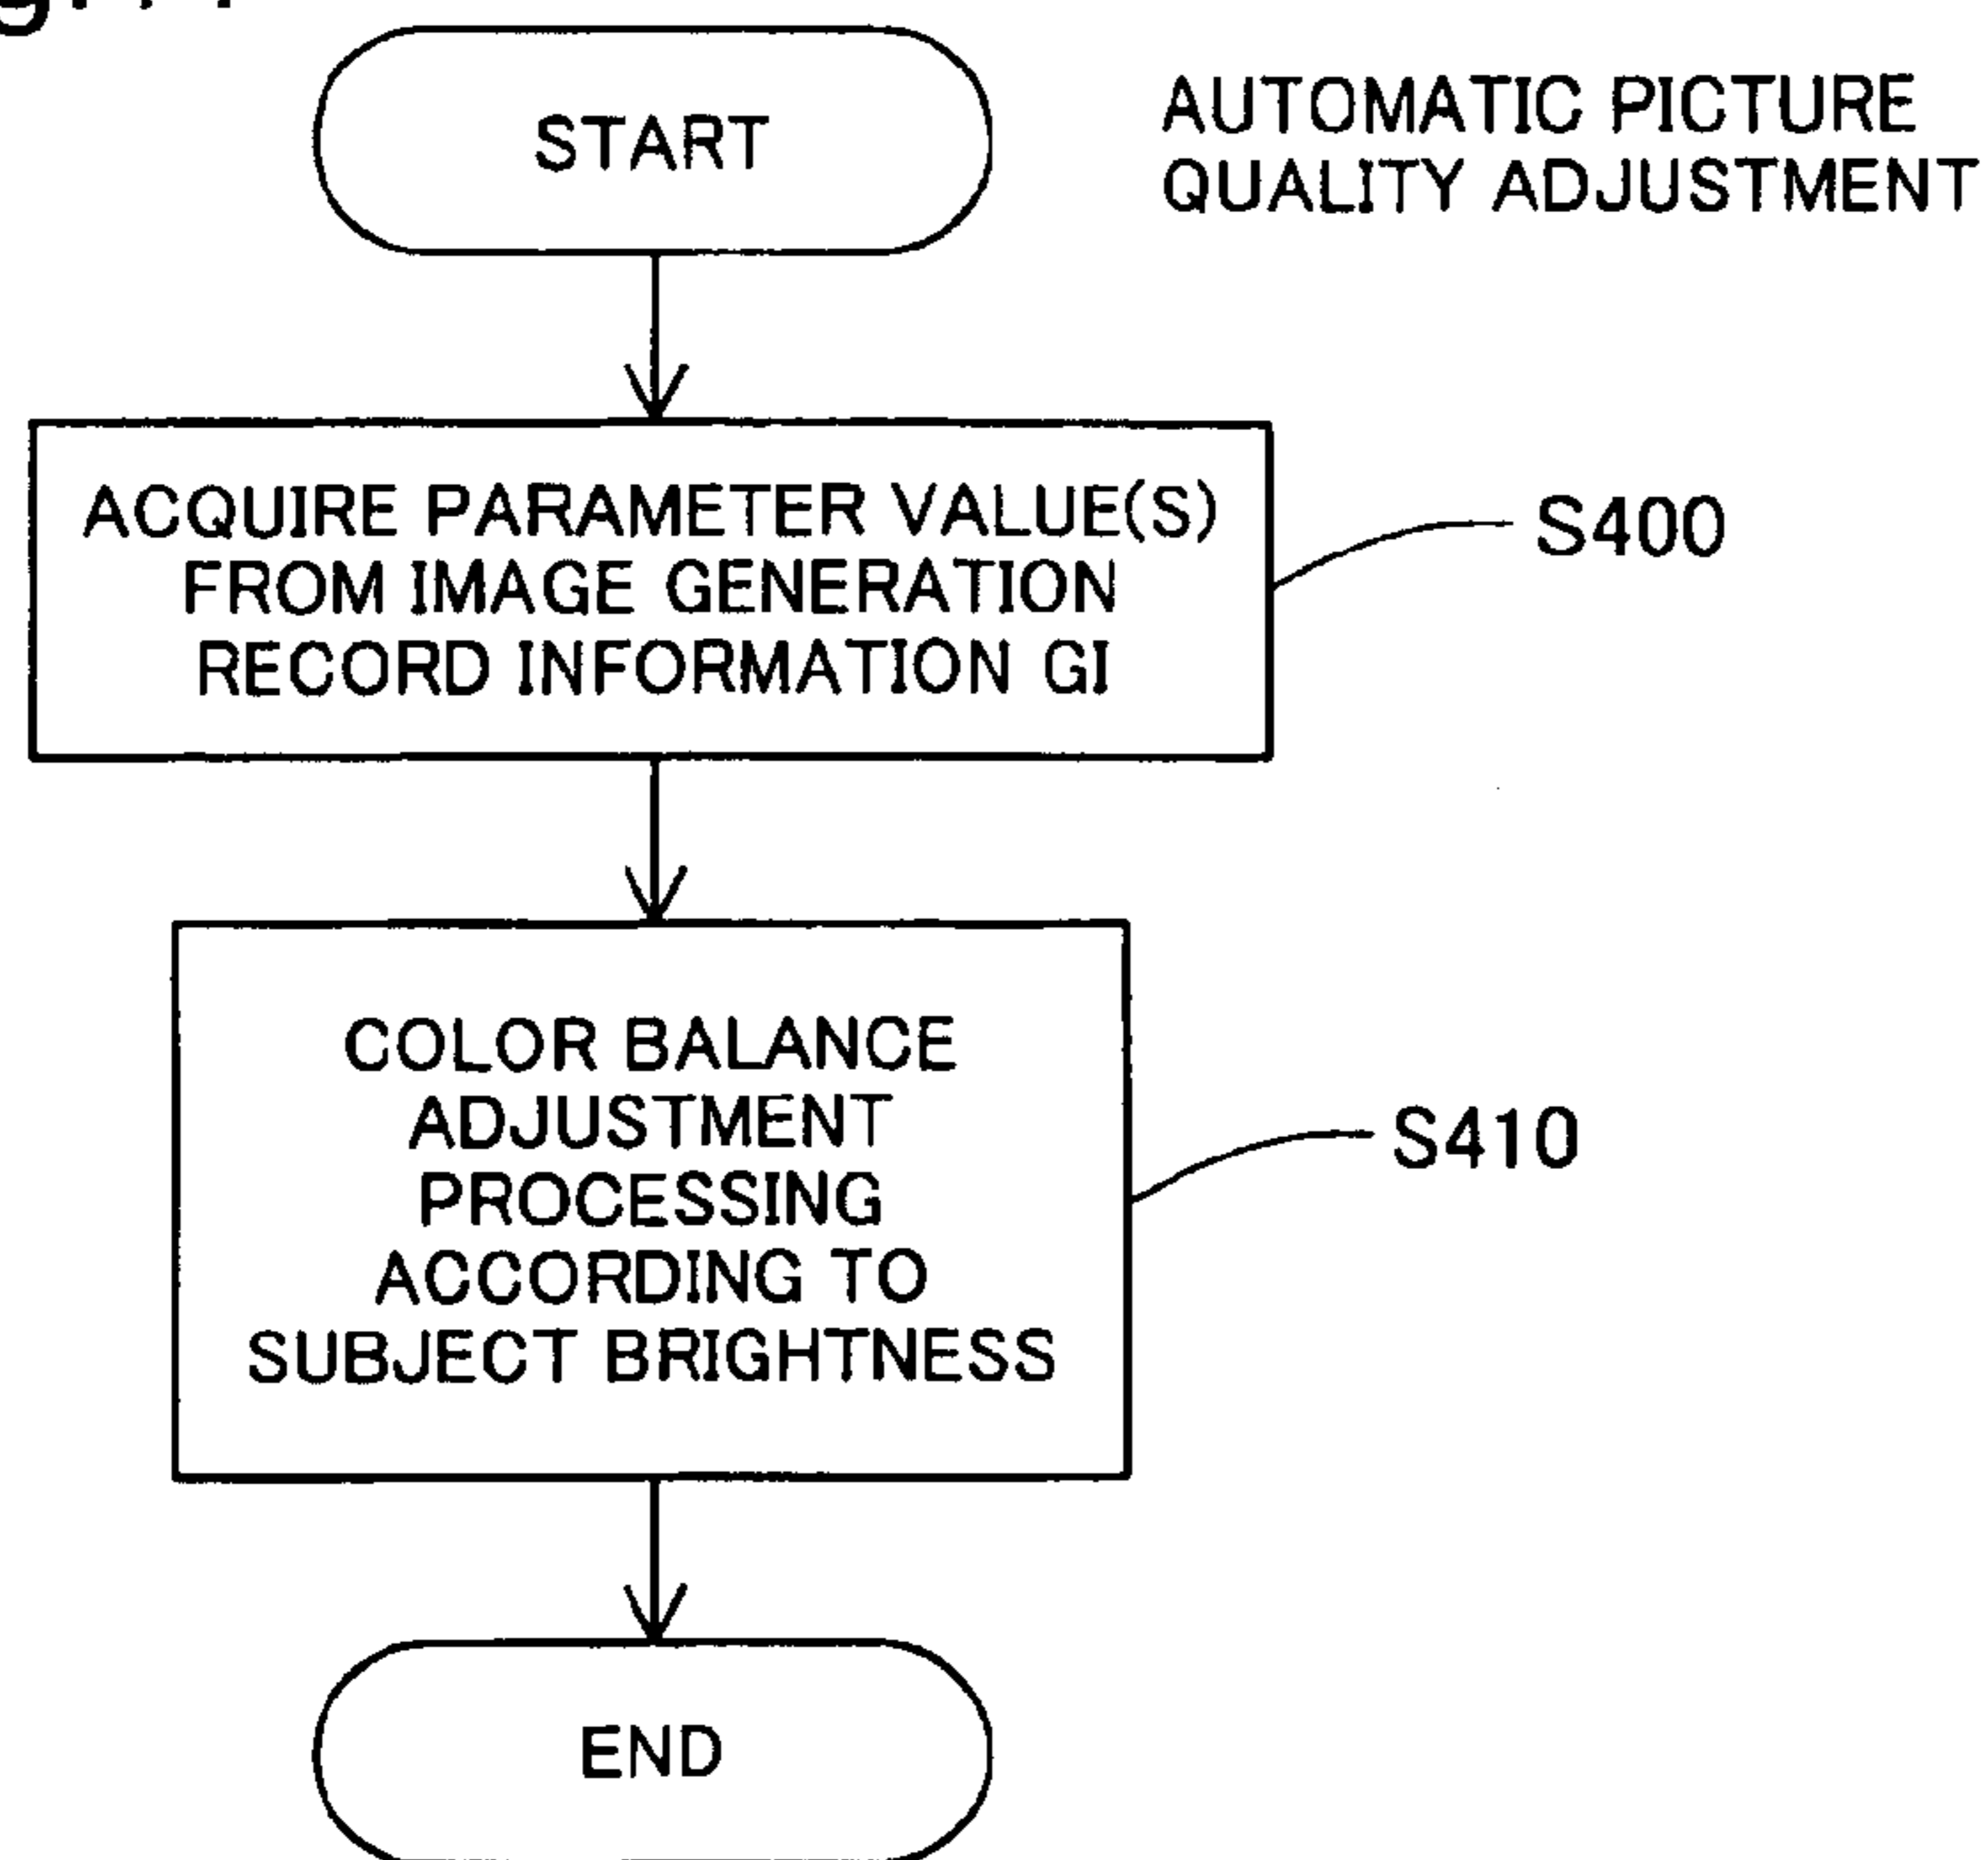 START
AUTOMATIC PICTURE
QUALITY ADJUSTMENT
ACQUIRE PARAMETER VALUE(S)
FROM IMAGE GENERATION
RECORD INFORMATION GI
S400
COLOR BALANCE
ADJUSTMENT
PROCESSING
ACCORDING TO
SUBJECT BRIGHTNESS
S410
END